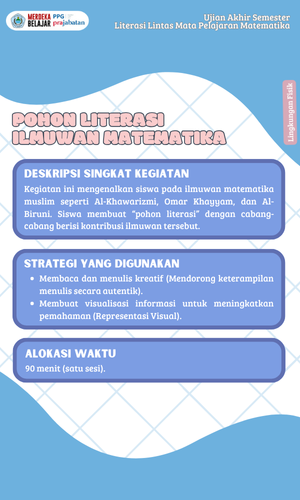 MERDEKA
BELAJAR
PPG
prajabatan
Ujian Akhir Semester
Literasi Lintas Mata Pelajaran Matematika
Lingkungan Fisik
POHON LITERASI
ILMUWAN MATEMATIKA
DESKRIPSI SINGKAT KEGIATAN
Kegiatan ini mengenalkan siswa pada ilmuwan matematika
muslim seperti Al-Khawarizmi, Omar Khayyam, dan Al-
Biruni. Siswa membuat "pohon literasi" dengan cabang-
cabang berisi kontribusi ilmuwan tersebut.
STRATEGI YANG DIGUNAKAN
• Membaca dan menulis kreatif (Mendorong keterampilan
menulis secara autentik).
• Membuat visualisasi informasi untuk meningkatkan
pemahaman (Representasi Visual).
ALOKASI WAKTU
90 menit (satu sesi).